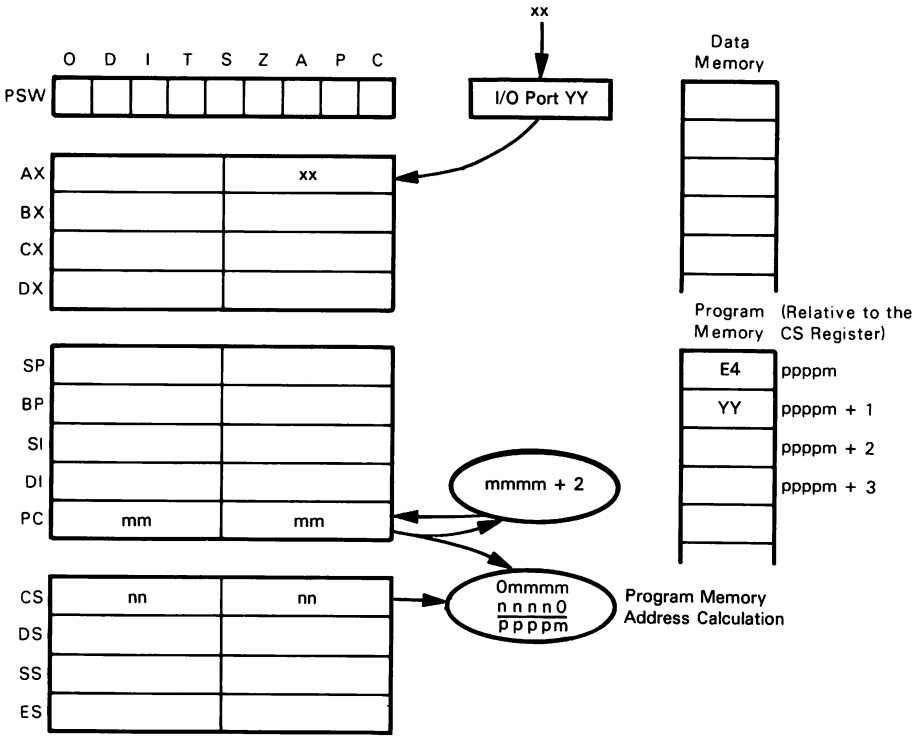 xx
O D I T S Z A P C
PSW
I/O Port YY
Data
Memory
AX xx
BX
CX
DX
Program
Memory
(Relative to the
CS Register)
SP
BP
SI
DI
PC mm mm
mmmm + 2
E4 ppppm
YY ppppm + 1
ppppm + 2
ppppm + 3
CS nn nn
DS
SS
ES
0mmmm
nnnn0
ppppm
Program Memory
Address Calculation